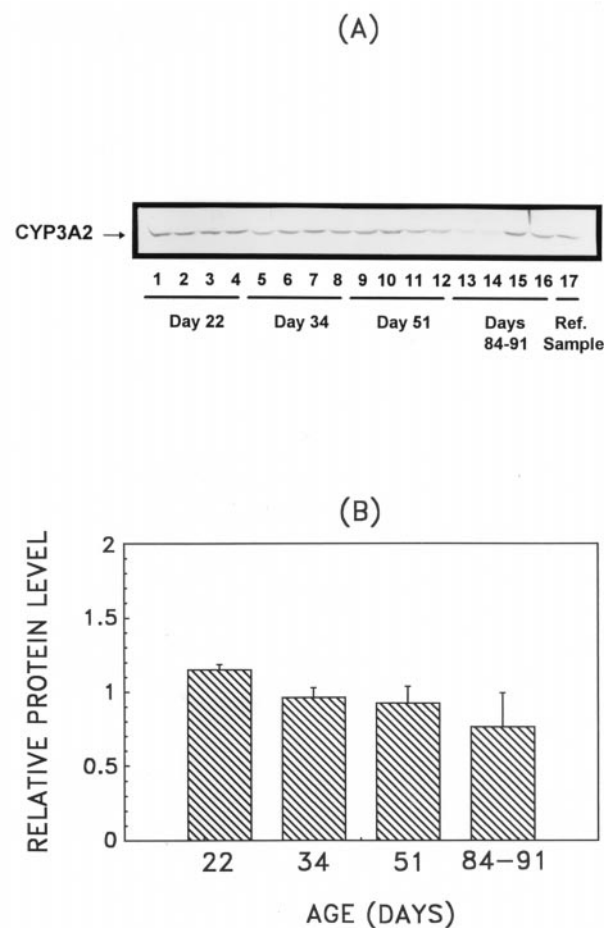 (A)
CYP3A2 →
1 2 3 4 5 6 7 8 9 10 11 12 13 14 15 16 17
Day 22 Day 34 Day 51 Days 84-91 Ref. Sample
(B)
RELATIVE PROTEIN LEVEL
2
1.5
1
0.5
0
22 34 51 84-91
AGE (DAYS)